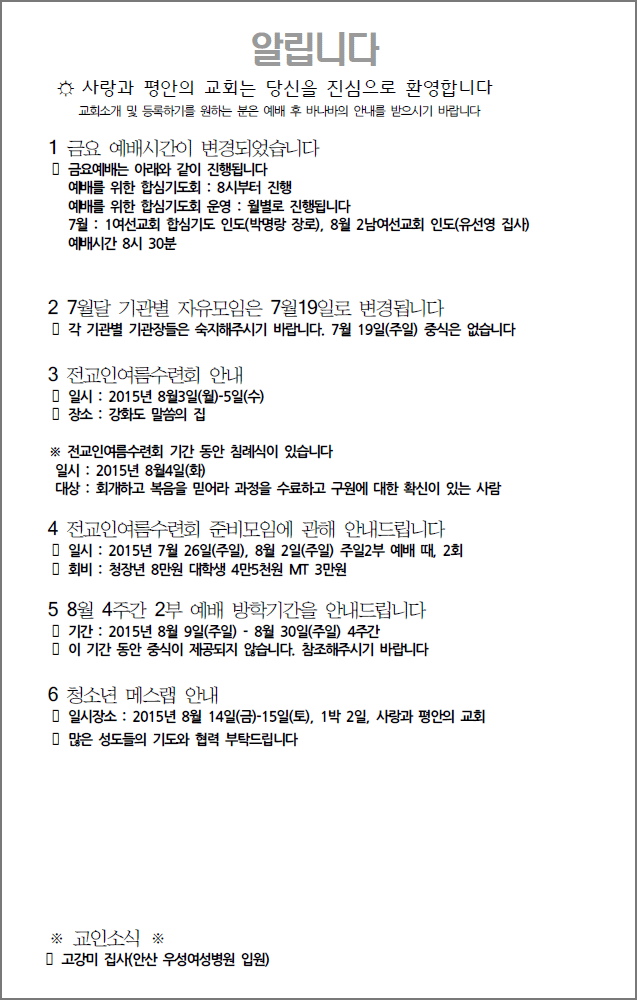 알립니다
☼ 사랑과 평안의 교회는 당신을 진심으로 환영합니다
교회소개 및 등록하기를 원하는 분은 예배 후 바나바의 안내를 받으시기 바랍니다
1 금요 예배시간이 변경되었습니다
▯ 금요예배는 아래와 같이 진행됩니다
예배를 위한 합심기도회 : 8시부터 진행
예배를 위한 합심기도회 운영 : 월별로 진행됩니다
7월 : 1여선교회 합심기도 인도(박명랑 장로), 8월 2남여선교회 인도(유선영 집사)
예배시간 8시 30분
2 7월달 기관별 자유모임은 7월19일로 변경됩니다
▯ 각 기관별 기관장들은 숙지해주시기 바랍니다. 7월 19일(주일) 중식은 없습니다
3 전교인여름수련회 안내
▯ 일시 : 2015년 8월3일(월)-5일(수)
▯ 장소 : 강화도 말씀의 집
※ 전교인여름수련회 기간 동안 침례식이 있습니다
일시 : 2015년 8월4일(화)
대상 : 회개하고 복음을 믿어라 과정을 수료하고 구원에 대한 확신이 있는 사람
4 전교인여름수련회 준비모임에 관해 안내드립니다
▯ 일시 : 2015년 7월 26일(주일), 8월 2일(주일) 주일2부 예배 때, 2회
▯ 회비 : 청장년 8만원 대학생 4만5천원 MT 3만원
5 8월 4주간 2부 예배 방학기간을 안내드립니다
▯ 기간 : 2015년 8월 9일(주일) - 8월 30일(주일) 4주간
▯ 이 기간 동안 중식이 제공되지 않습니다. 참조해주시기 바랍니다
6 청소년 메스랩 안내
▯ 일시장소 : 2015년 8월 14일(금)-15일(토), 1박 2일, 사랑과 평안의 교회
▯ 많은 성도들의 기도와 협력 부탁드립니다
※ 교인소식 ※
▯ 고강미 집사(안산 우성여성병원 입원)